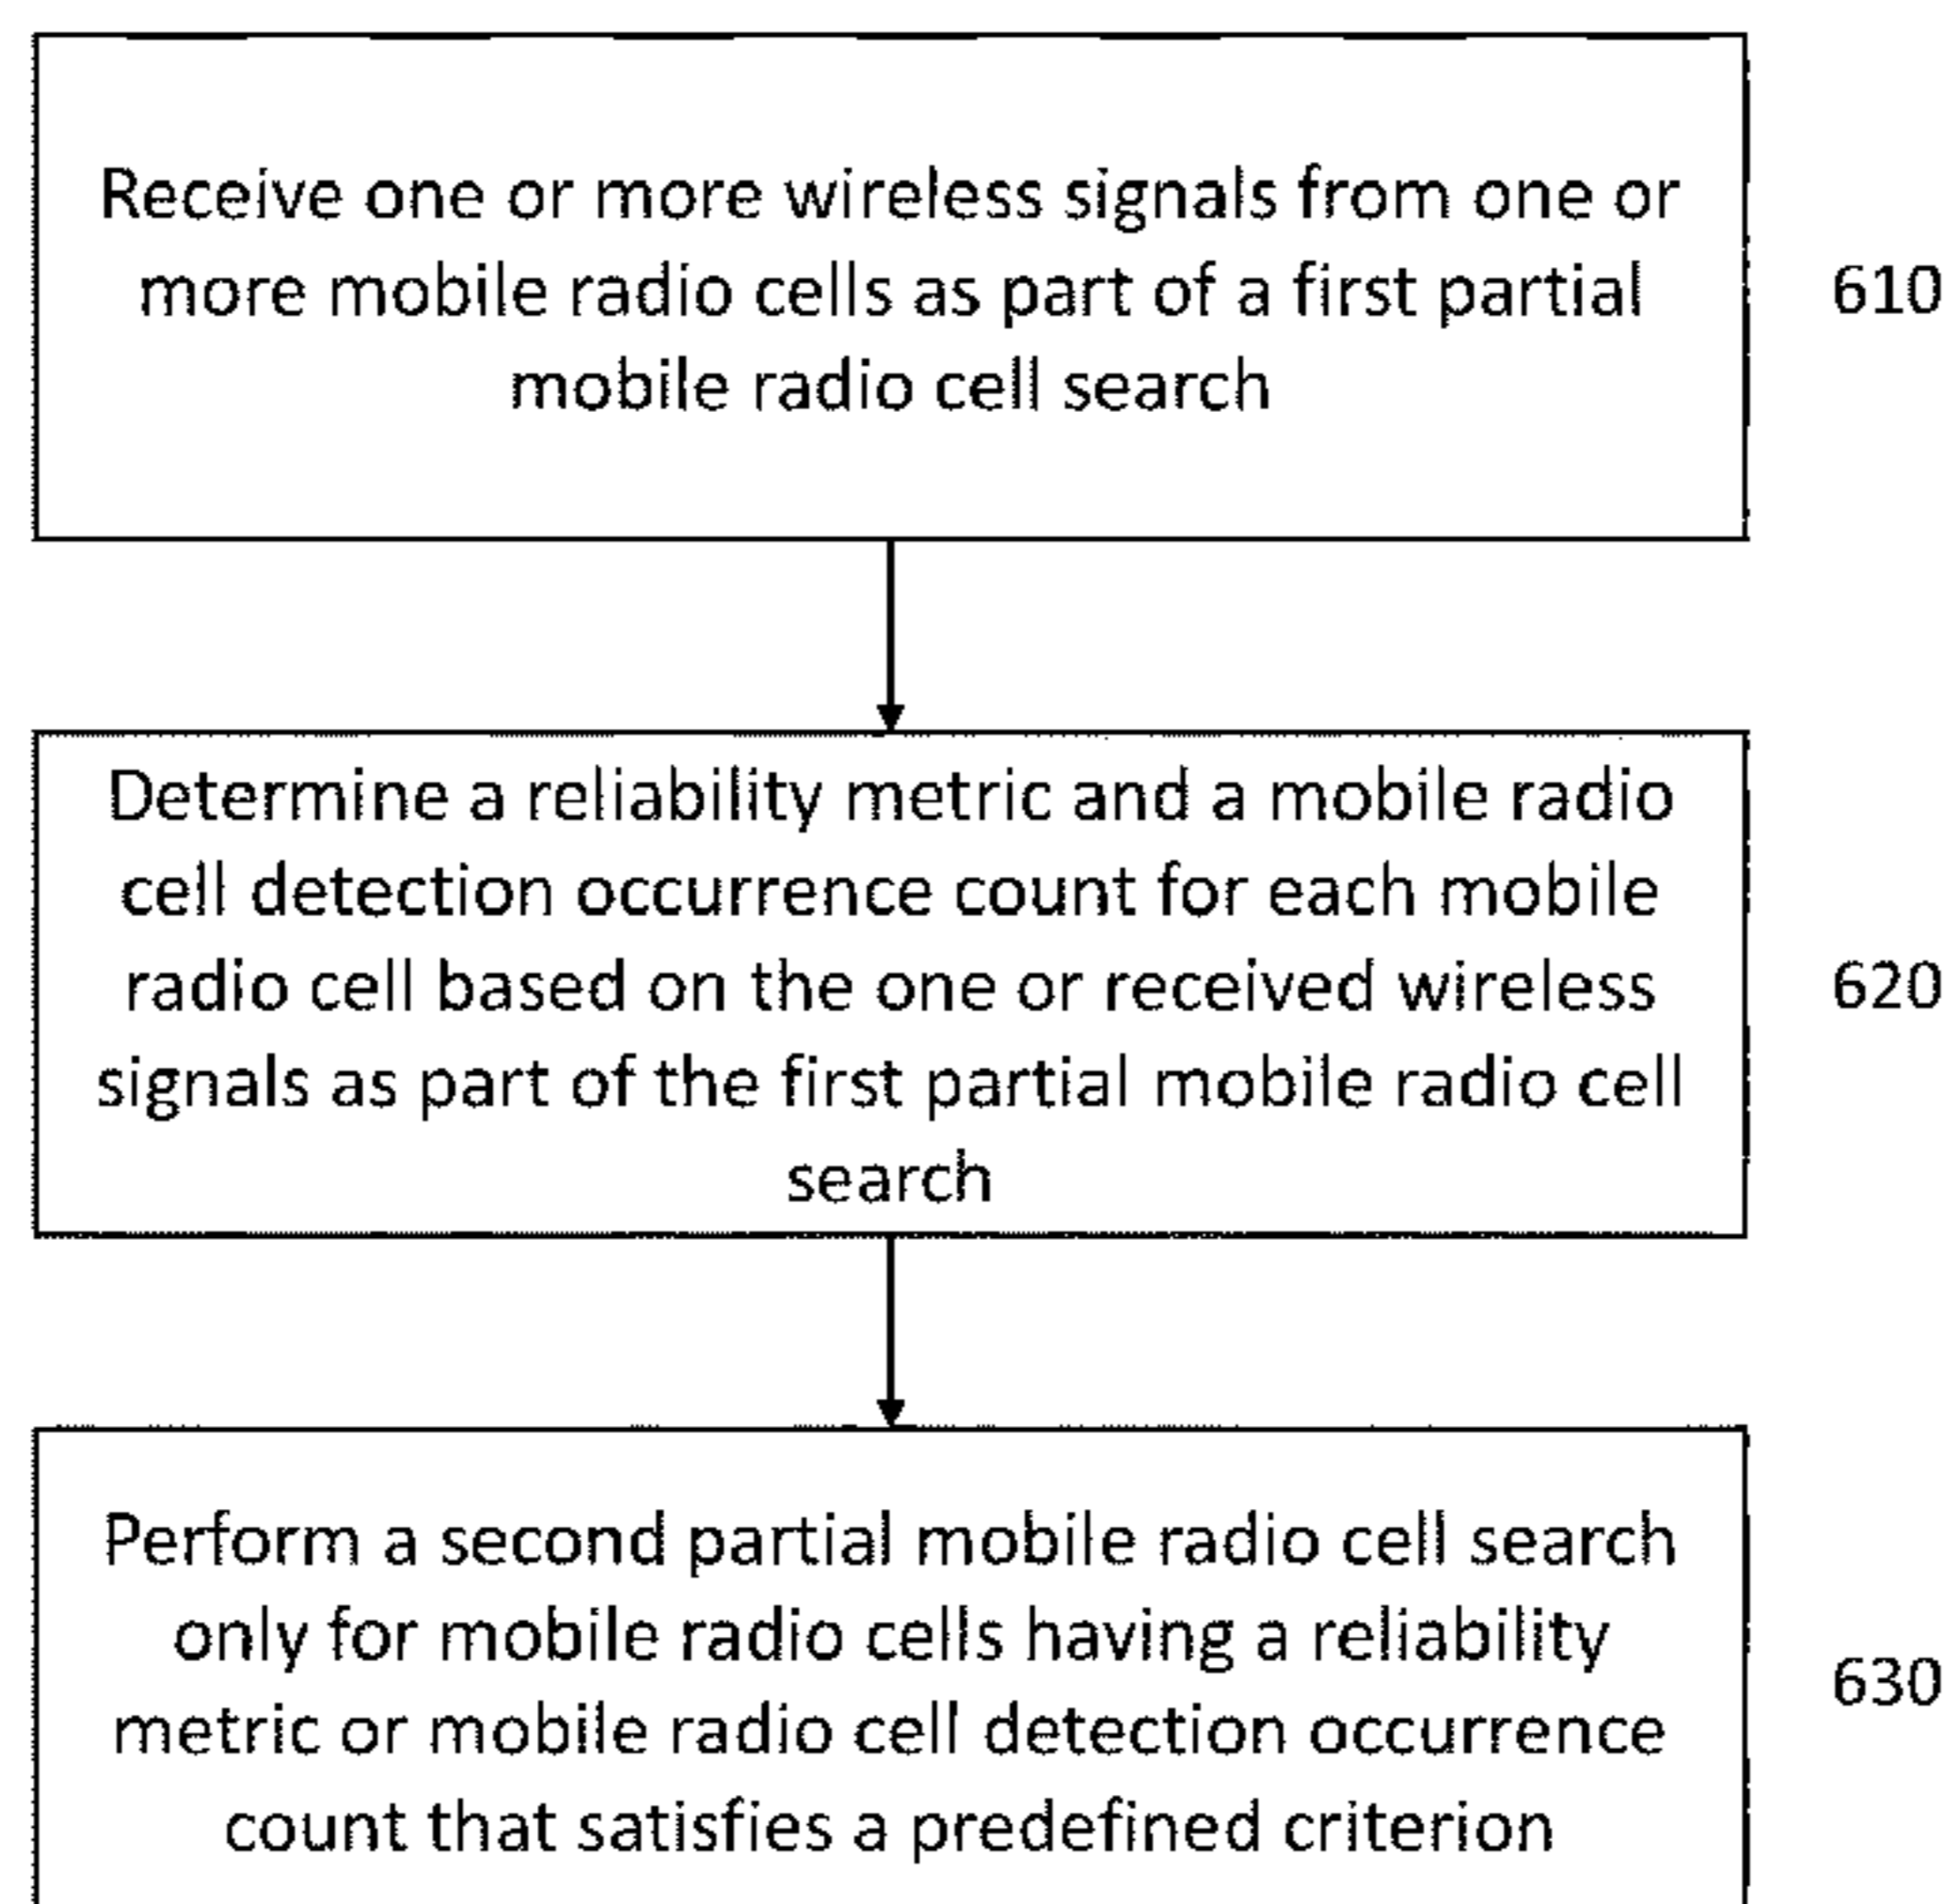 Receive one or more wireless signals from one or
more mobile radio cells as part of a first partial
mobile radio cell search
610
Determine a reliability metric and a mobile radio
cell detection occurrence count for each mobile
radio cell based on the one or received wireless
signals as part of the first partial mobile radio cell
search
620
Perform a second partial mobile radio cell search
only for mobile radio cells having a reliability
metric or mobile radio cell detection occurrence
count that satisfies a predefined criterion
630